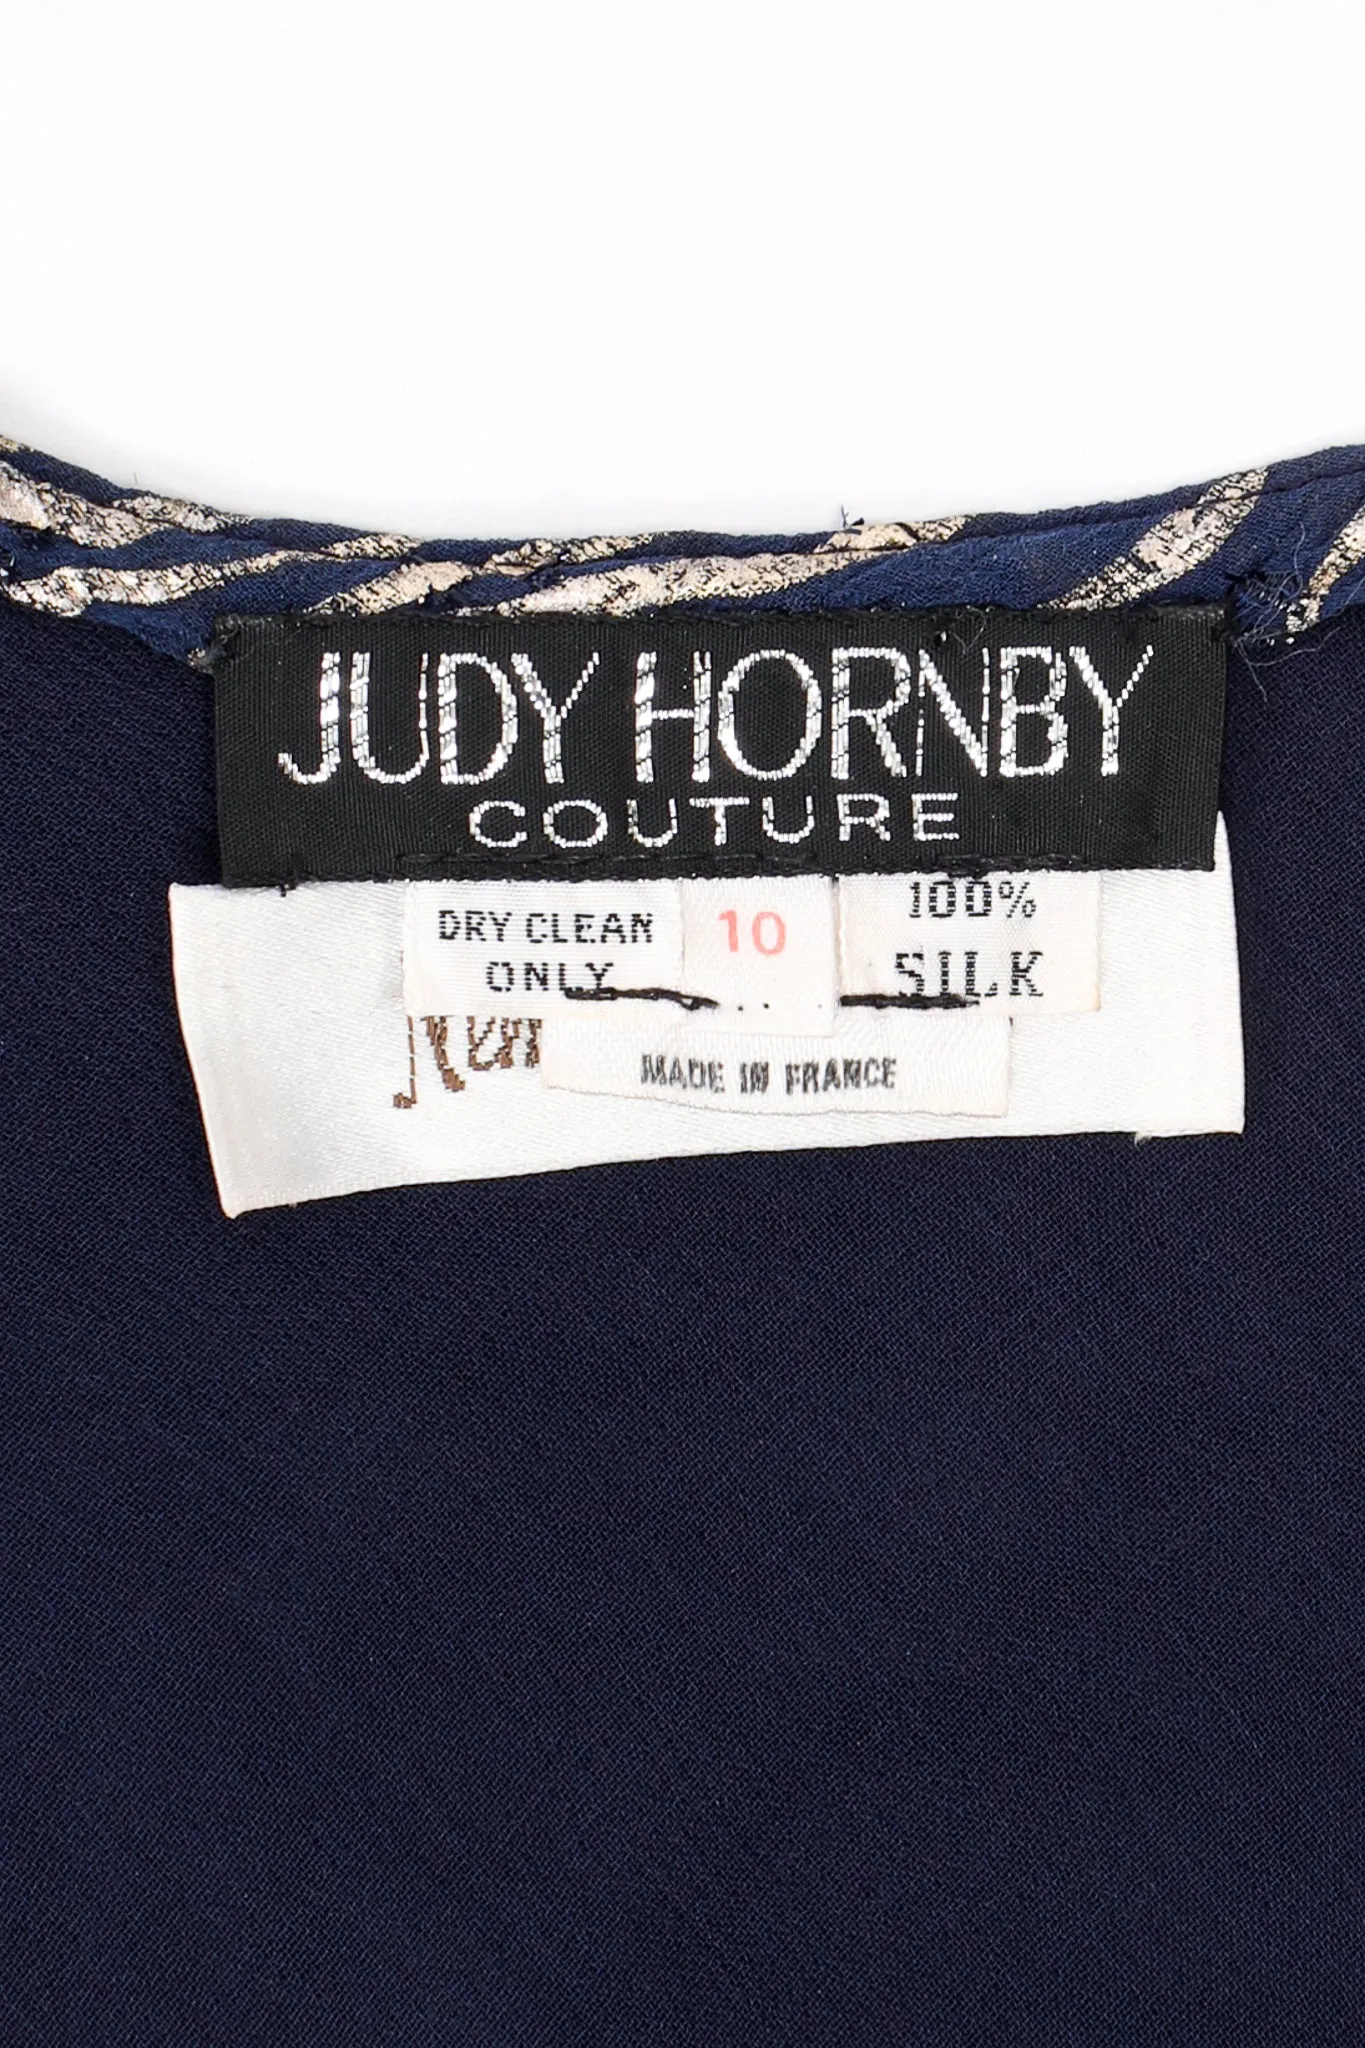 JUDY HORNBY
COUTURE
DRY CLEAN
ONLY
10
100%
SILK
MADE IN FRANCE